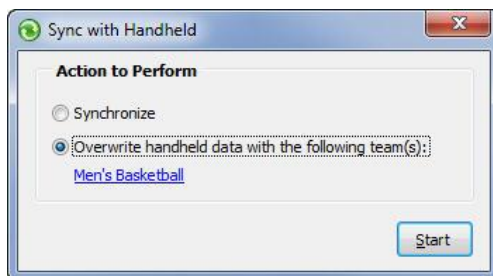 Sync with Handheld
Action to Perform
Synchronize
Overwrite handheld data with the following team(s):
Men's Basketball
Start